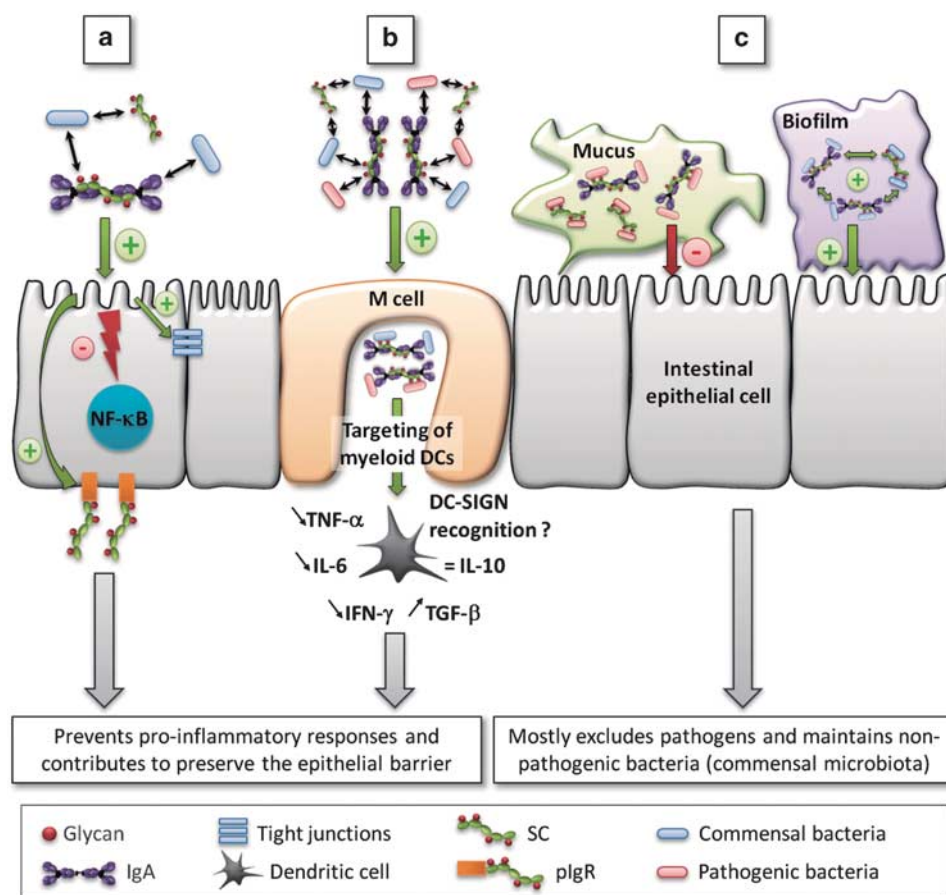 a
b
c
Mucus
Biofilm
+
+
+
+
-
+
-
NF-κB
+
M cell
Targeting of
myeloid DCs
Intestinal
epithelial cell
DC-SIGN
recognition ?
↘TNF-α
↘IL-6
= IL-10
↘IFN-γ
↗TGF-β
Prevents pro-inflammatory responses and
contributes to preserve the epithelial barrier
Mostly excludes pathogens and maintains non-
pathogenic bacteria (commensal microbiota)
Glycan
Tight junctions
SC
Commensal bacteria
IgA
Dendritic cell
pIgR
Pathogenic bacteria